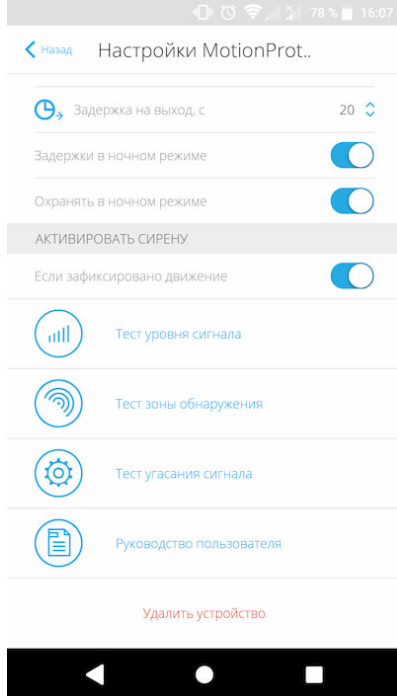 78 % 16:07
Назад Настройки MotionProt..
Задержка на выход, с 20
Задержки в ночном режиме
Охранять в ночном режиме
АКТИВИРОВАТЬ СИРЕНУ
Если зафиксировано движение
Тест уровня сигнала
Тест зоны обнаружения
Тест угасания сигнала
Руководство пользователя
Удалить устройство